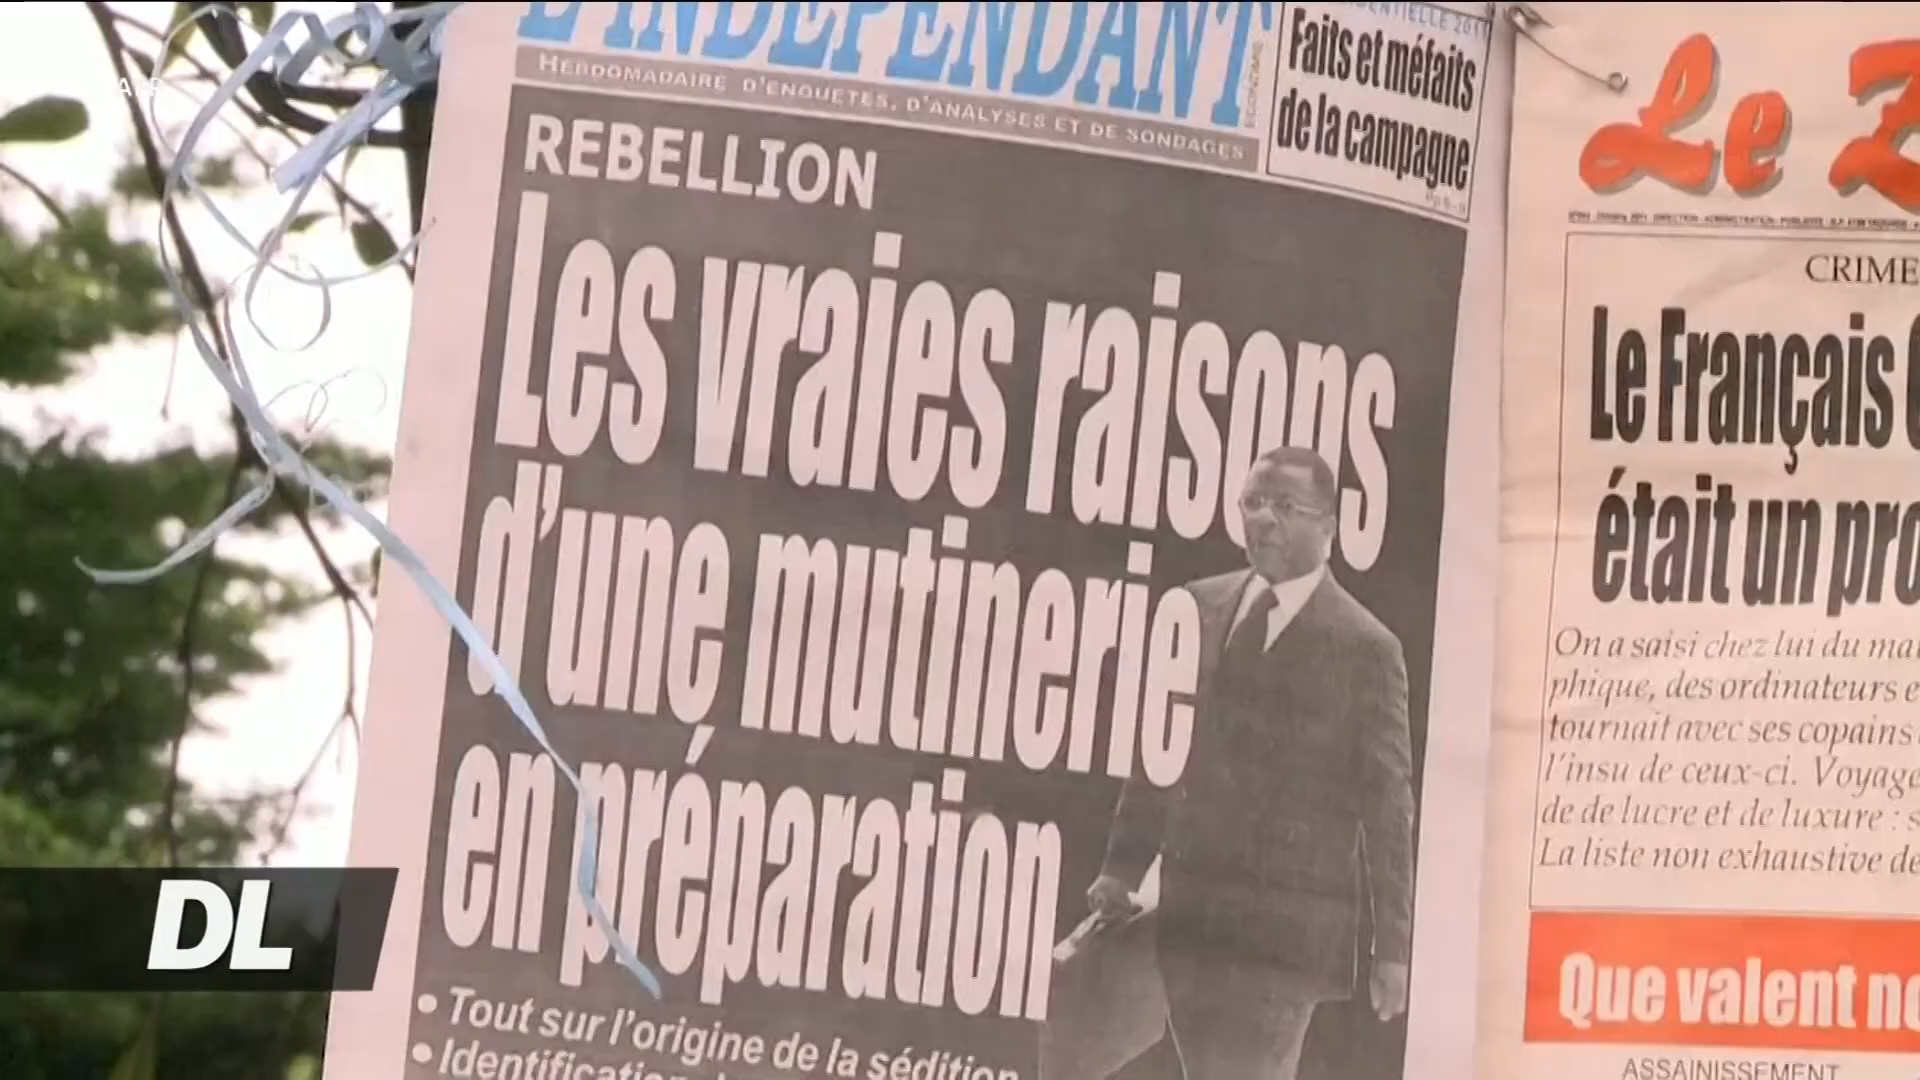 L'INDEPENDANT
HEBDOMADAIRE D'ENQUETES, D'ANALYSES ET DE SONDAGES
2011
Faits et méfaits
de la campagne
REBELLION
Les vraies raisons
d'une mutinerie
en préparation
• Tout sur l'origine de la sédition
Le
CRIME
Le Français
était un pro
On a saisi chez lui du
phique, des ordinateurs
tournait avec ses copains
l'insu de ceux-ci. Voyage
de de lucre et de luxure :
La liste non exhaustive de
Que valent
ASSAINISSEMENT
DL